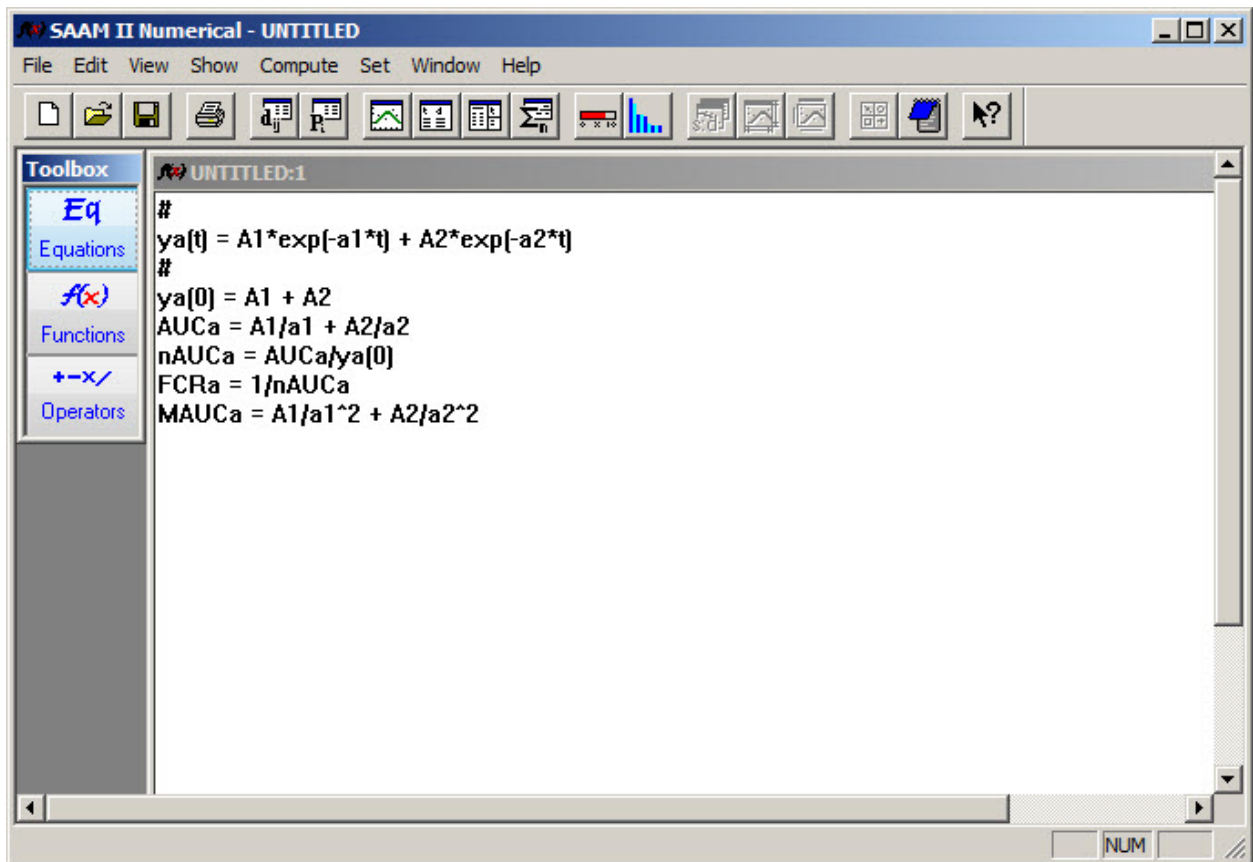 SAAM II Numerical - UNTITLED
File Edit View Show Compute Set Window Help
Toolbox
UNTITLED:1
Eq
Equations
f(x)
Functions
+-×/
Operators
#
ya(t) = A1*exp(-a1*t) + A2*exp(-a2*t)
#
ya(0) = A1 + A2
AUCa = A1/a1 + A2/a2
nAUCa = AUCa/ya(0)
FCRa = 1/nAUCa
MAUCa = A1/a1^2 + A2/a2^2
NUM